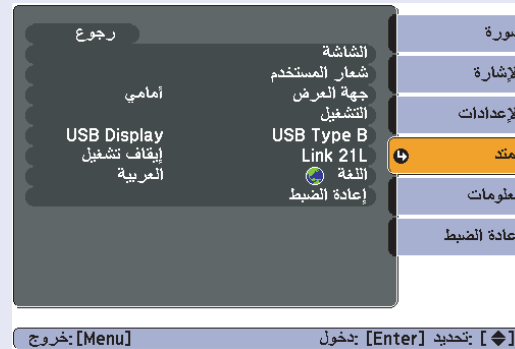 رجوع
الشاشة
شعار المستخدم
جهة العرض أمامي
التشغيل
USB Type B USB Display
Link 21L إيقاف تشغيل
اللغة العربية
إعادة الضبط
صورة
الإشارة
الإعدادات
ممتد
معلومات
إعادة الضبط
[ ] :تحديد [Enter] :دخول [Menu] :خروج